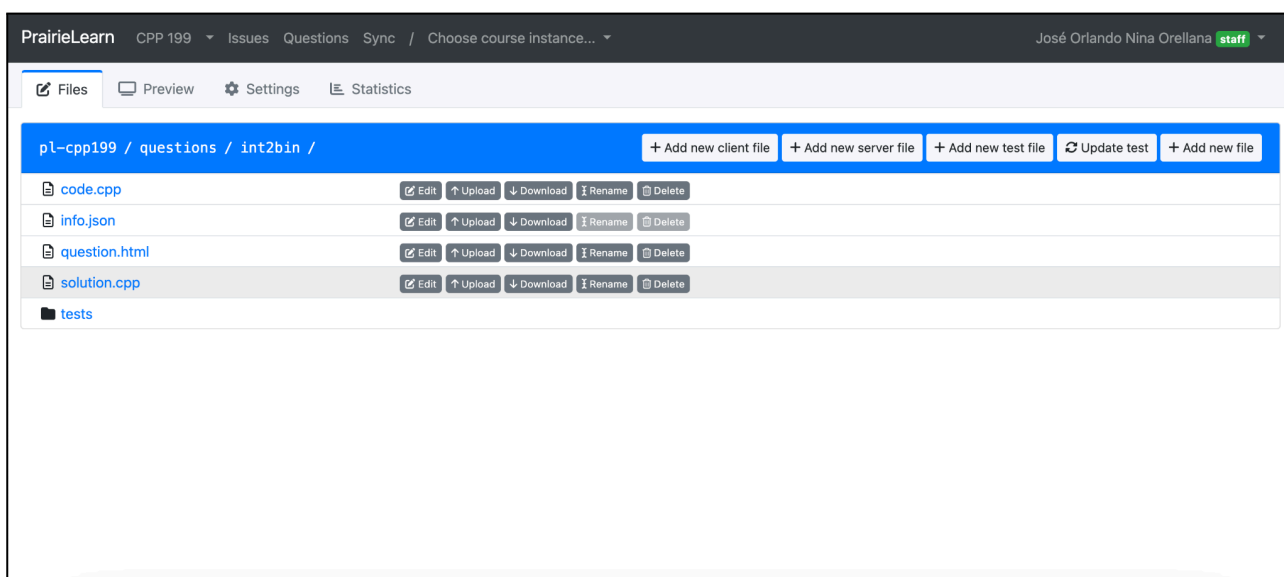 PrairieLearn CPP 199 Issues Questions Sync / Choose course instance... José Orlando Nina Orellana staff
Files Preview Settings Statistics
pl-cpp199 / questions / int2bin / + Add new client file + Add new server file + Add new test file Update test + Add new file
code.cpp Edit Upload Download Rename Delete
info.json Edit Upload Download Rename Delete
question.html Edit Upload Download Rename Delete
solution.cpp Edit Upload Download Rename Delete
tests